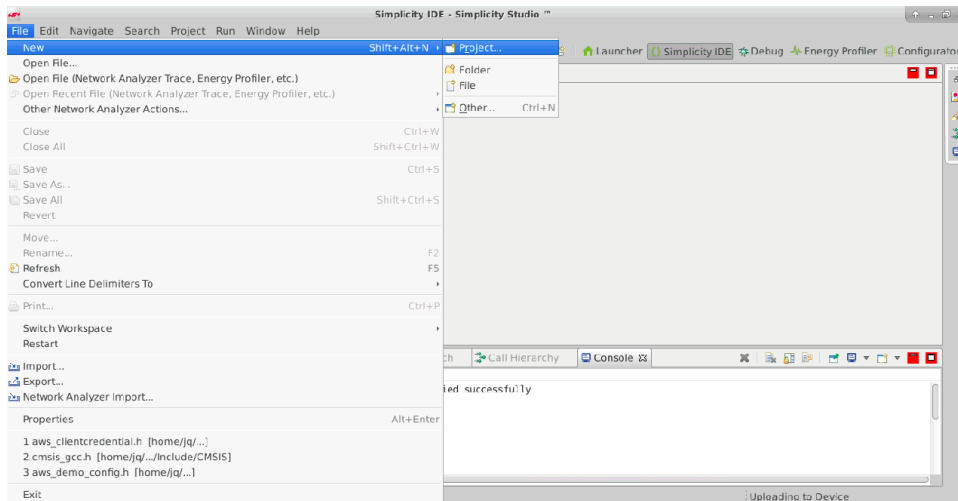 Simplicity IDE - Simplicity Studio ™
File Edit Navigate Search Project Run Window Help
New Shift+Alt+N
Project...
Launcher Simplicity IDE Debug Energy Profiler Configurator
Open File...
Folder
Open File (Network Analyzer Trace, Energy Profiler, etc.)
File
Open Recent File (Network Analyzer Trace, Energy Profiler, etc.)
Other Network Analyzer Actions...
Other... Ctrl+N
Close Ctrl+W
Close All Shift+Ctrl+W
Save Ctrl+S
Save As...
Save All Shift+Ctrl+S
Revert
Move...
Rename... F2
Refresh F5
Convert Line Delimiters To
Print... Ctrl+P
Switch Workspace
Restart
ch Call Hierarchy Console
Import...
Export...
ied successfully
Network Analyzer Import...
Properties Alt+Enter
1 aws_clientcredential.h [home/jq/...]
2 cmsis_gcc.h [home/jq/.../Include/CMSIS]
3 aws_demo_config.h [home/jq/...]
Exit
Uploading to Device